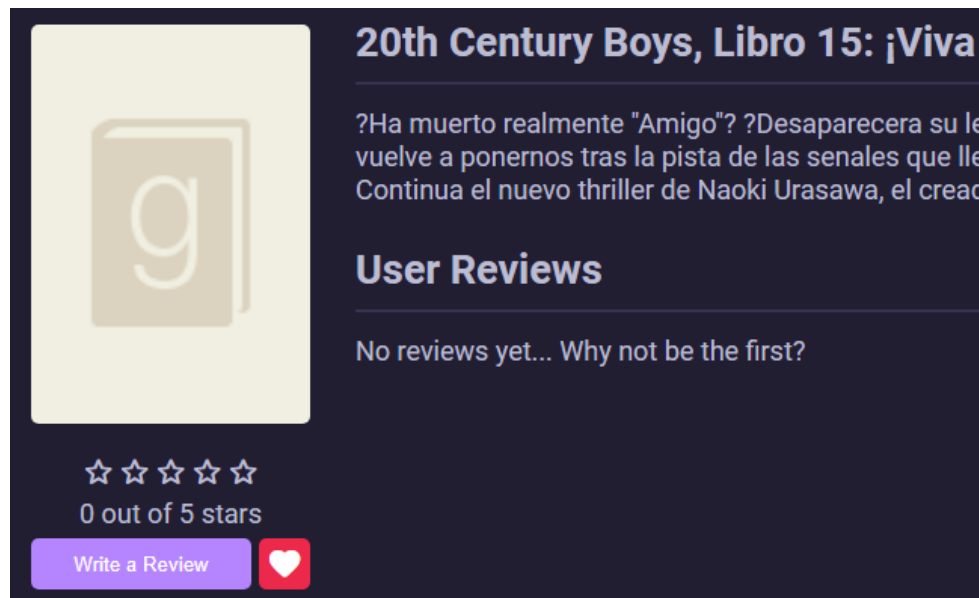 20th Century Boys, Libro 15: ¡Viva
?Ha muerto realmente "Amigo"? ?Desaparecera su le
vuelve a ponernos tras la pista de las senales que lle
Continua el nuevo thriller de Naoki Urasawa, el cread
User Reviews
No reviews yet... Why not be the first?
g
0 out of 5 stars
Write a Review